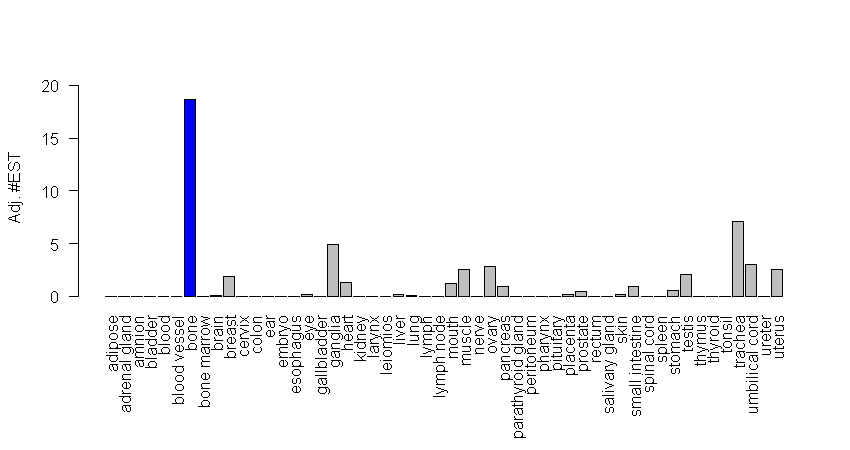 20
15
10
5
0
Adj. #EST
adipose
adrenal gland
amnion
bladder
blood
blood vessel
bone
bone marrow
brain
breast
cervix
colon
ear
embryo
esophagus
eye
gallbladder
ganglia
heart
kidney
larynx
leiomios
liver
lung
lymph
lymph node
mouth
muscle
nerve
ovary
pancreas
parathyroid gland
peritoneum
pharynx
pituitary
placenta
prostate
rectum
salivary gland
skin
small intestine
spinal cord
spleen
stomach
testis
thymus
thyroid
tonsil
trachea
umbilical cord
ureter
uterus